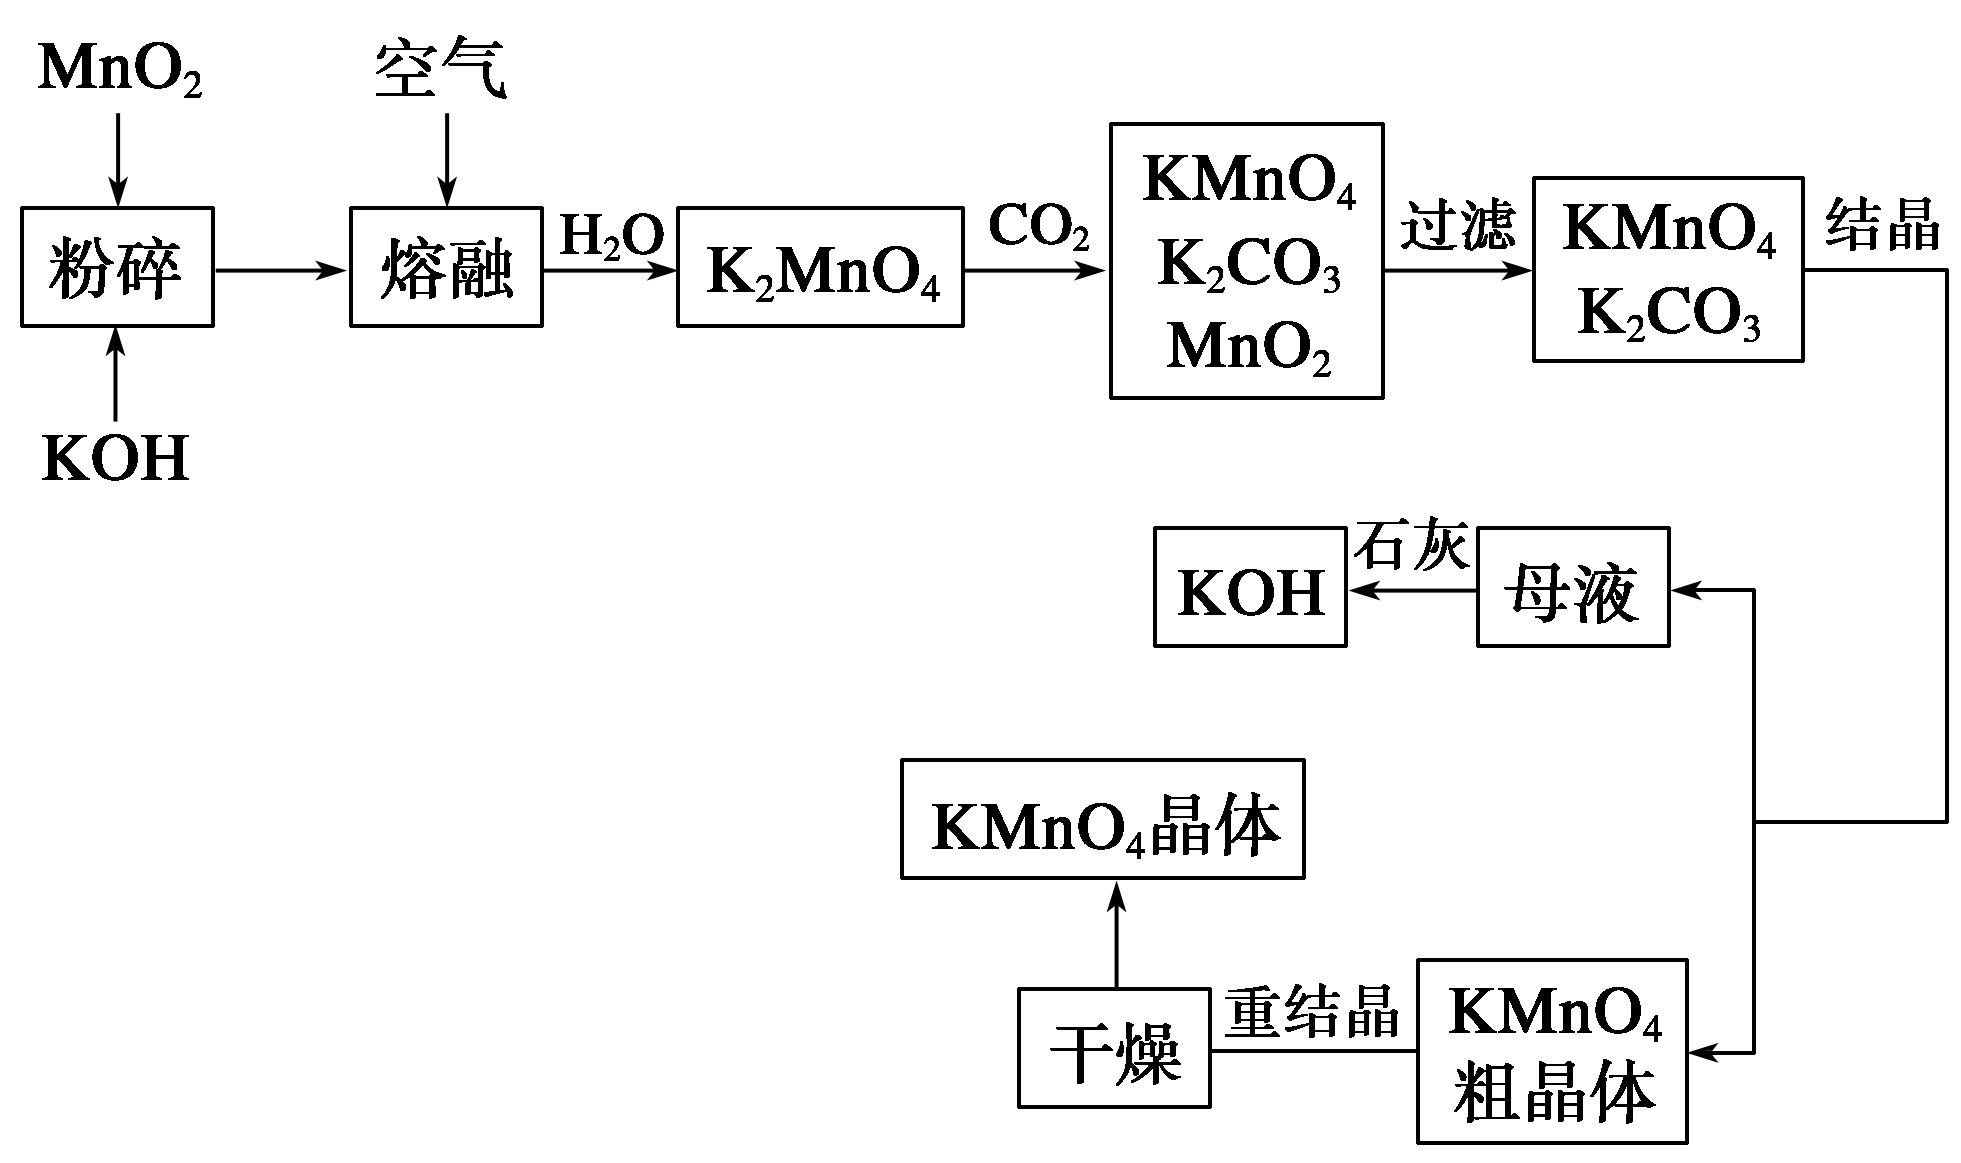 MnO₂
空气
粉碎
熔融
H₂O
K₂MnO₄
CO₂
KMnO₄
K₂CO₃
MnO₂
过滤
KMnO₄
K₂CO₃
结晶
KOH
KOH
石灰
母液
KMnO₄晶体
干燥
重结晶
KMnO₄
粗晶体